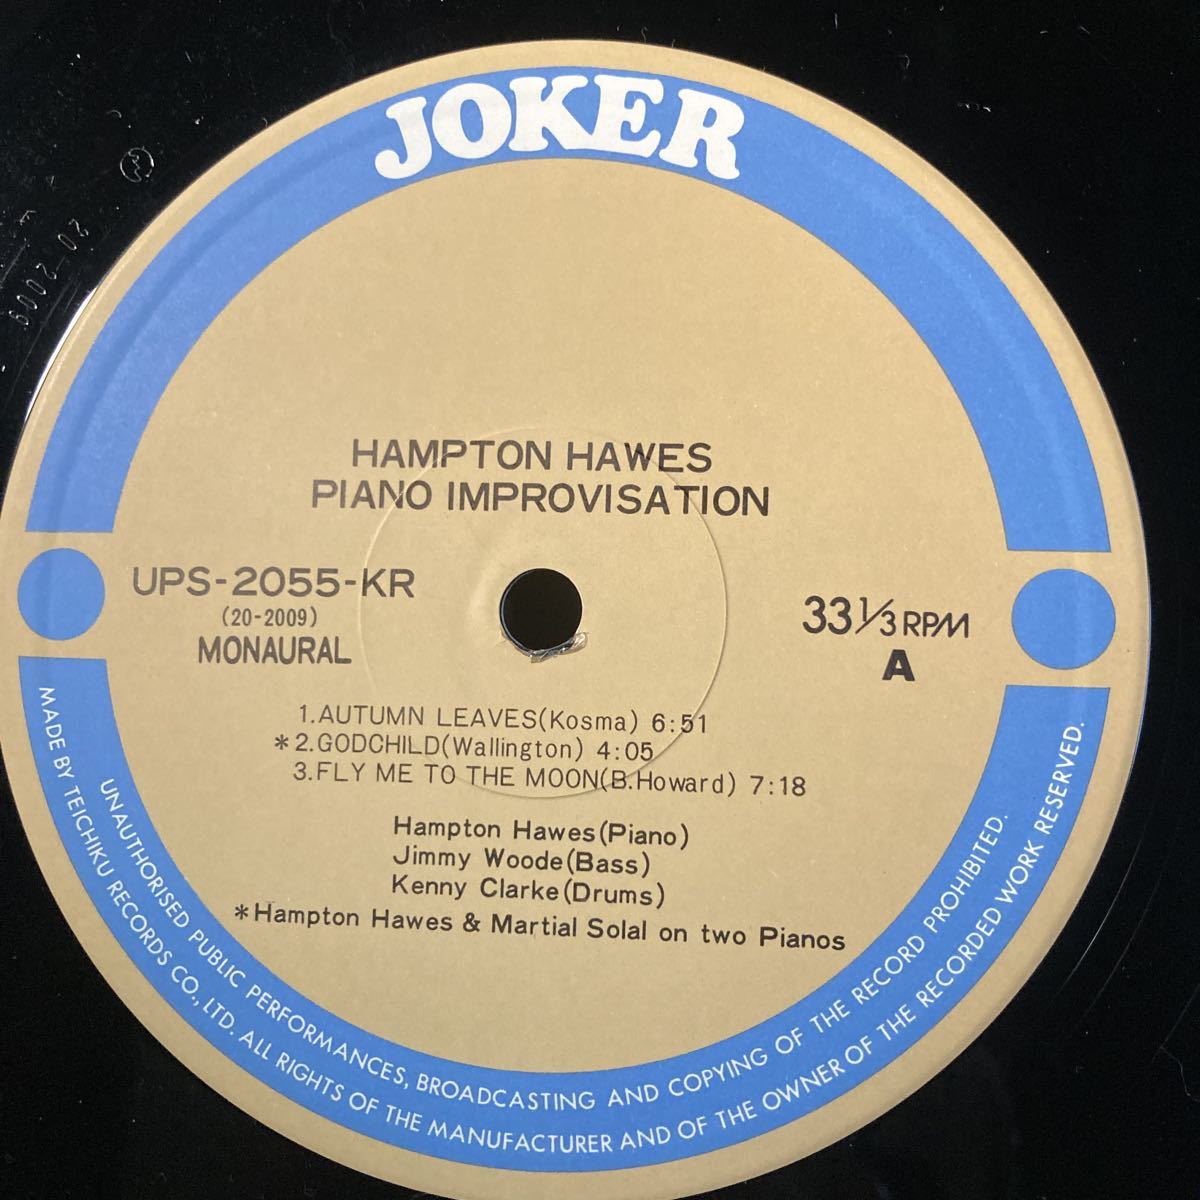 JOKER
HAMPTON HAWES
PIANO IMPROVISATION
UPS-2055-KR
(20-2009)
MONAURAL
33 1/3 RPM
A
1.AUTUMN LEAVES(Kosma) 6:51
*2.GODCHILD(Wallington) 4:05
3.FLY ME TO THE MOON(B.Howard) 7:18
Hampton Hawes(Piano)
Jimmy Woode(Bass)
Kenny Clarke(Drums)
*Hampton Hawes & Martial Solal on two Pianos
UNAUTHORISED PUBLIC PERFORMANCES, BROADCASTING AND COPYING OF THE RECORD PROHIBITED.
MADE BY TEICHIKU RECORDS CO., LTD. ALL RIGHTS OF THE MANUFACTURER AND OF THE OWNER OF THE RECORDED WORK RESERVED.
20-2009